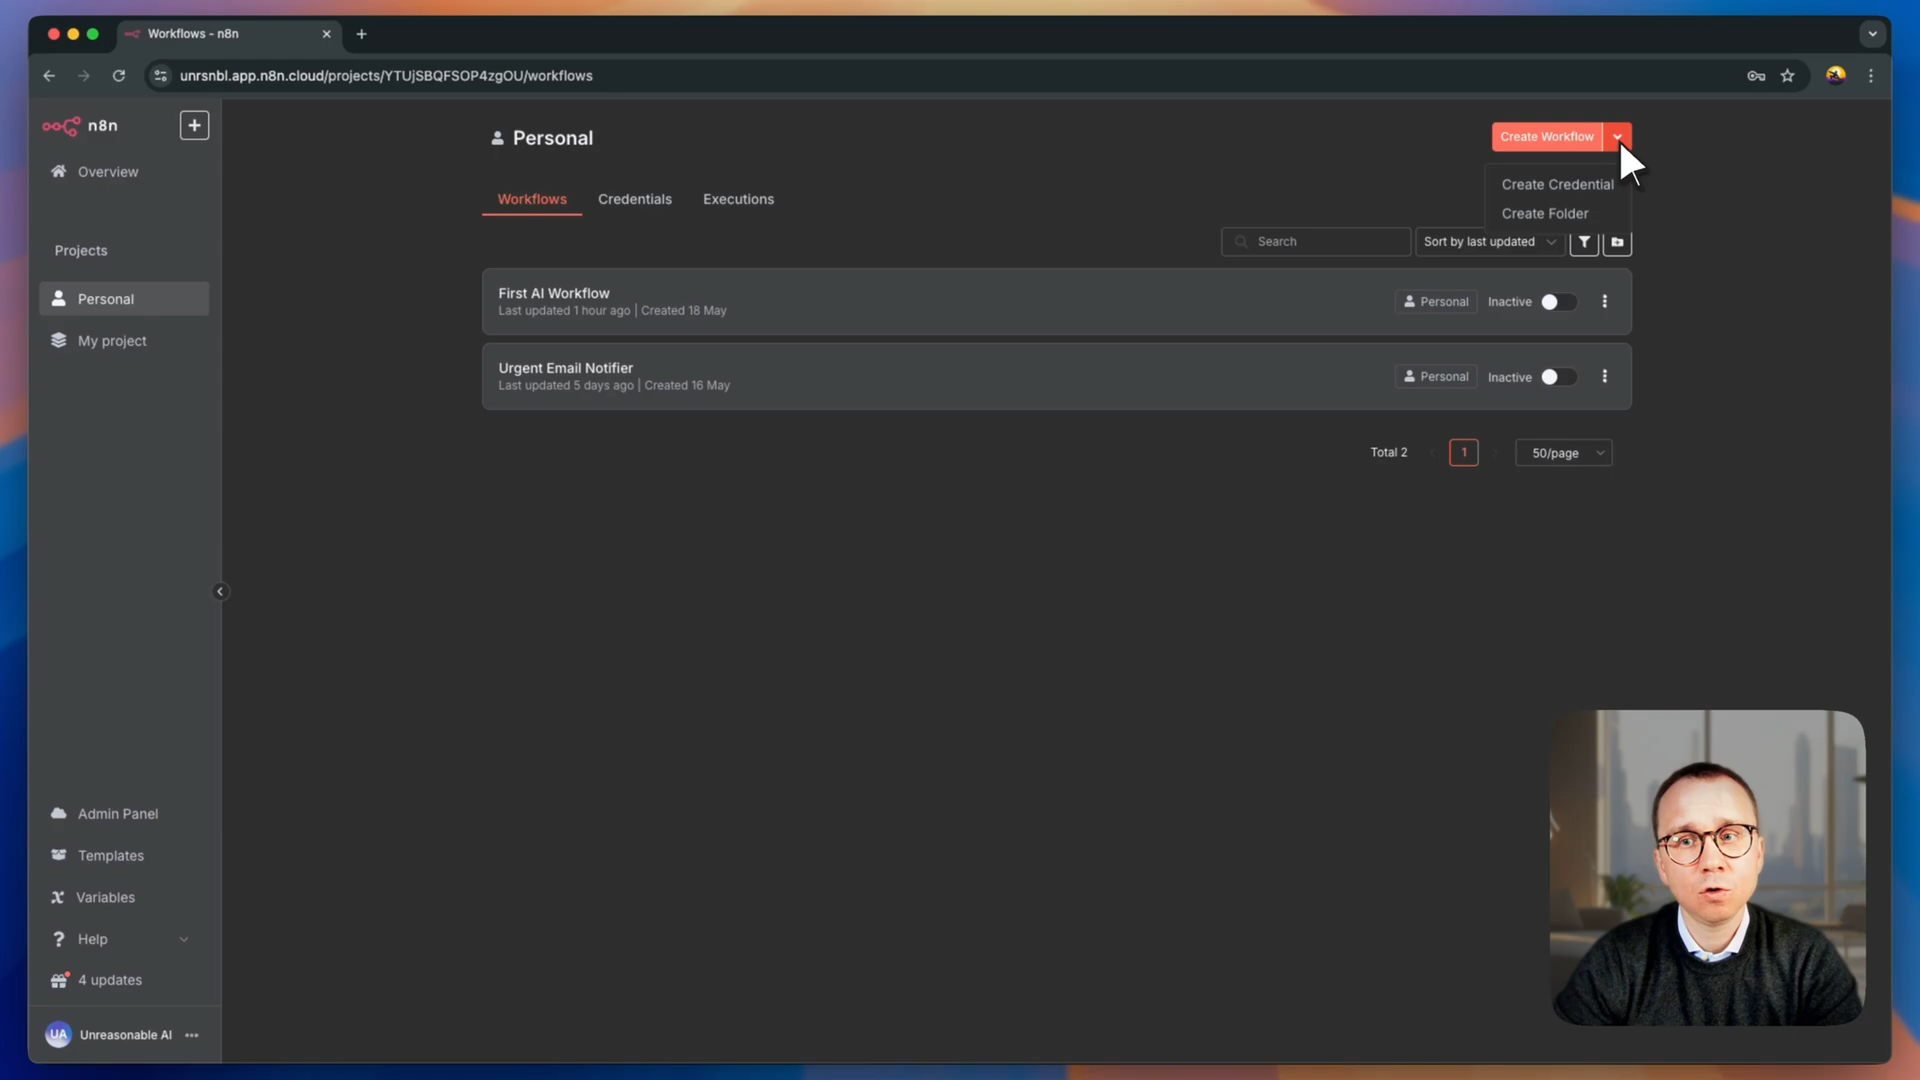 Workflows - n8n
unrsnbl.app.n8n.cloud/projects/YTUjSBQFSOP4zgOU/workflows
n8n
Overview
Projects
Personal
My project
Admin Panel
Templates
Variables
Help
4 updates
UA
Unreasonable AI
Personal
Create Workflow
Create Credential
Create Folder
Workflows
Credentials
Executions
Search
Sort by last updated
First AI Workflow
Last updated 1 hour ago | Created 18 May
Personal
Inactive
Urgent Email Notifier
Last updated 5 days ago | Created 16 May
Personal
Inactive
Total 2
1
50/page